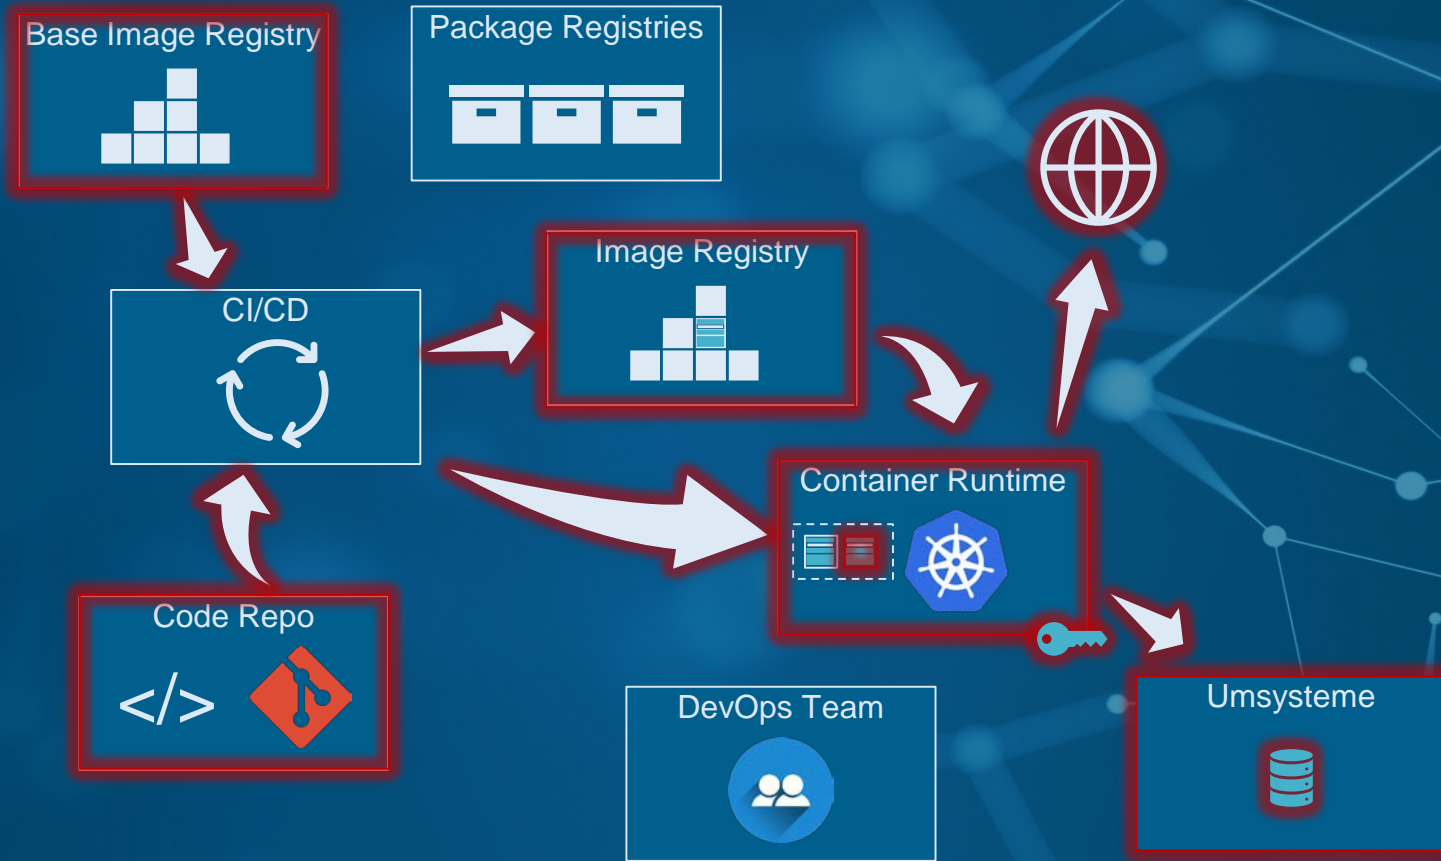 Base Image Registry
Package Registries
Image Registry
CI/CD
Container Runtime
Code Repo
</>
DevOps Team
Umsysteme